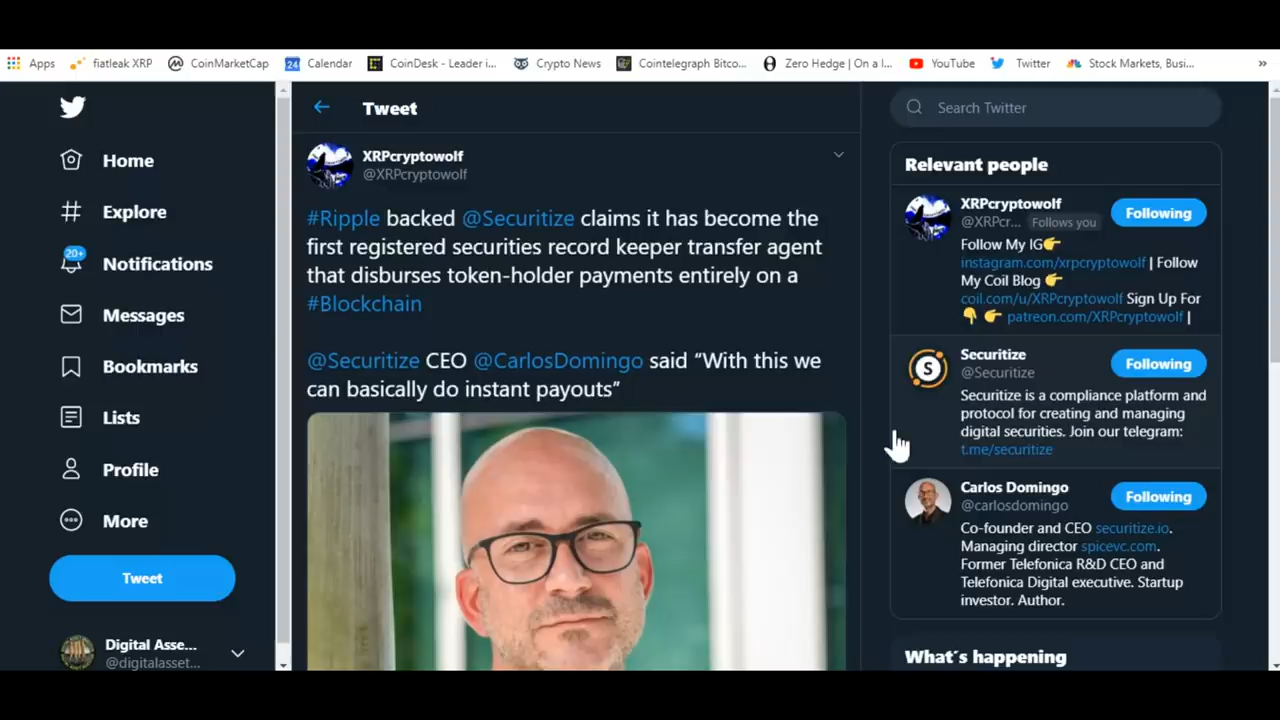 Apps
fiatleak XRP
CoinMarketCap
24
Calendar
CoinDesk - Leader i...
Crypto News
Cointelegraph Bitco...
Zero Hedge | On a l...
YouTube
Twitter
Stock Markets, Busi...
»
Home
Explore
20+
Notifications
Messages
Bookmarks
Lists
Profile
More
Tweet
Digital Asse...
@digitalasset...
Tweet
XRPcryptowolf
@XRPcryptowolf
#Ripple backed @Securitize claims it has become the
first registered securities record keeper transfer agent
that disburses token-holder payments entirely on a
#Blockchain
@Securitize CEO @CarlosDomingo said “With this we
can basically do instant payouts”
Search Twitter
Relevant people
XRPcryptowolf
@XRPcr... Follows you
Following
Follow My IG👉
instagram.com/xrpcryptowolf | Follow
My Coil Blog 👉
coil.com/u/XRPcryptowolf Sign Up For
👇 👉 patreon.com/XRPcryptowolf |
S
Securitize
@Securitize
Following
Securitize is a compliance platform and
protocol for creating and managing
digital securities. Join our telegram:
t.me/securitize
Carlos Domingo
@carlosdomingo
Following
Co-founder and CEO securitize.io.
Managing director spicevc.com.
Former Telefonica R&D CEO and
Telefonica Digital executive. Startup
investor. Author.
What´s happening